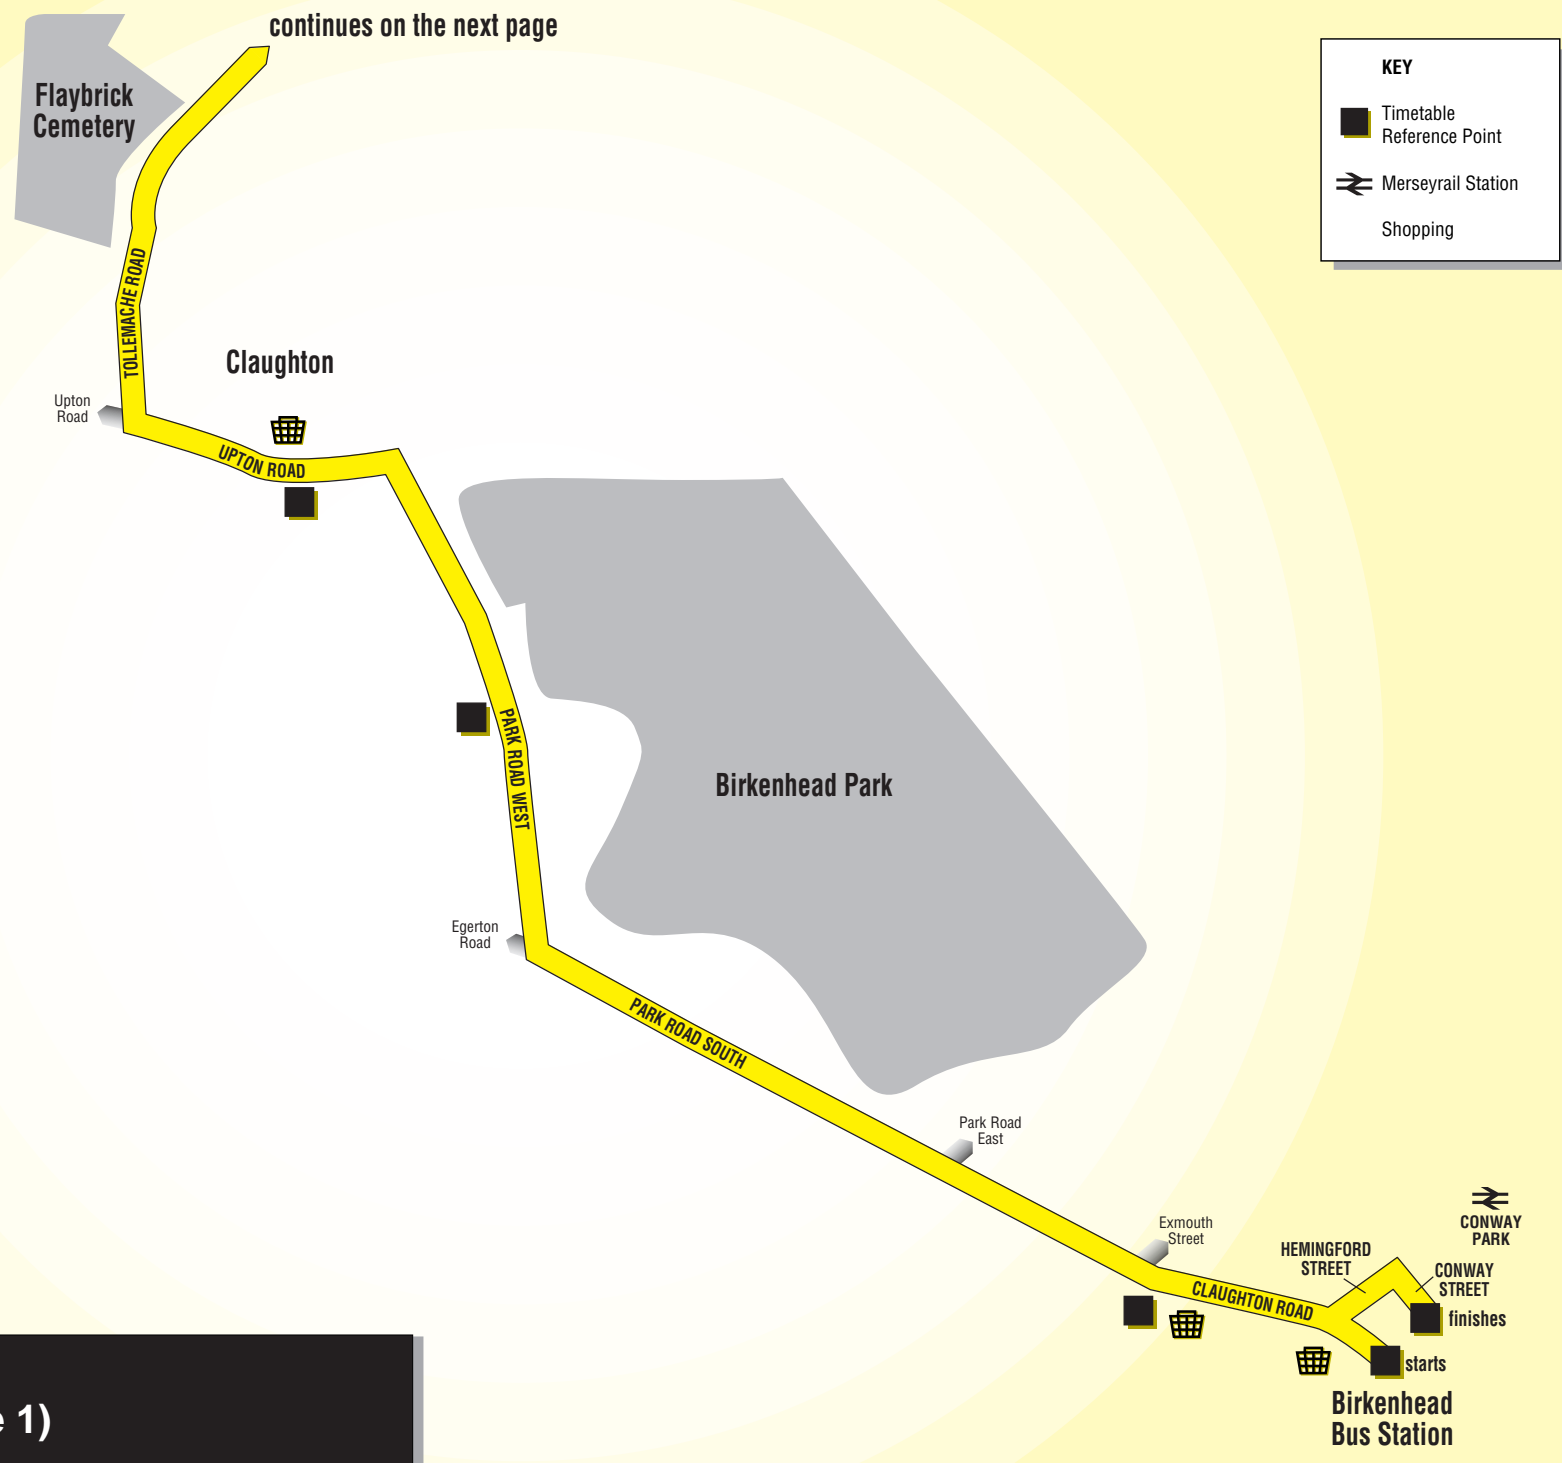 continues on the next page
Flaybrick
Cemetery
KEY
Timetable
Reference Point
Merseyrail Station
Shopping
TOLLEMACHE ROAD
Claughton
Upton
Road
UPTON ROAD
PARK ROAD WEST
Birkenhead Park
Egerton
Road
PARK ROAD SOUTH
Park Road
East
Exmouth
Street
CONWAY
PARK
HEMINGFORD
STREET
CONWAY
STREET
CLAUGHTON ROAD
finishes
starts
Birkenhead
Bus Station
e 1)